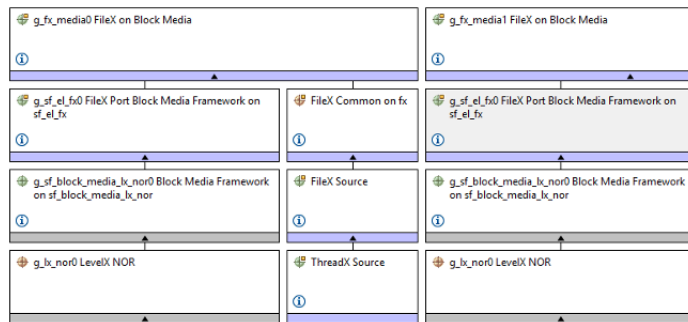 g_fx_media0 FileX on Block Media
g_fx_media1 FileX on Block Media
g_sf_el_fx0 FileX Port Block Media Framework on
sf_el_fx
FileX Common on fx
g_sf_el_fx0 FileX Port Block Media Framework on
sf_el_fx
g_sf_block_media_lx_nor0 Block Media Framework
on sf_block_media_lx_nor
FileX Source
g_sf_block_media_lx_nor0 Block Media Framework
on sf_block_media_lx_nor
g_lx_nor0 LevelX NOR
ThreadX Source
g_lx_nor0 LevelX NOR